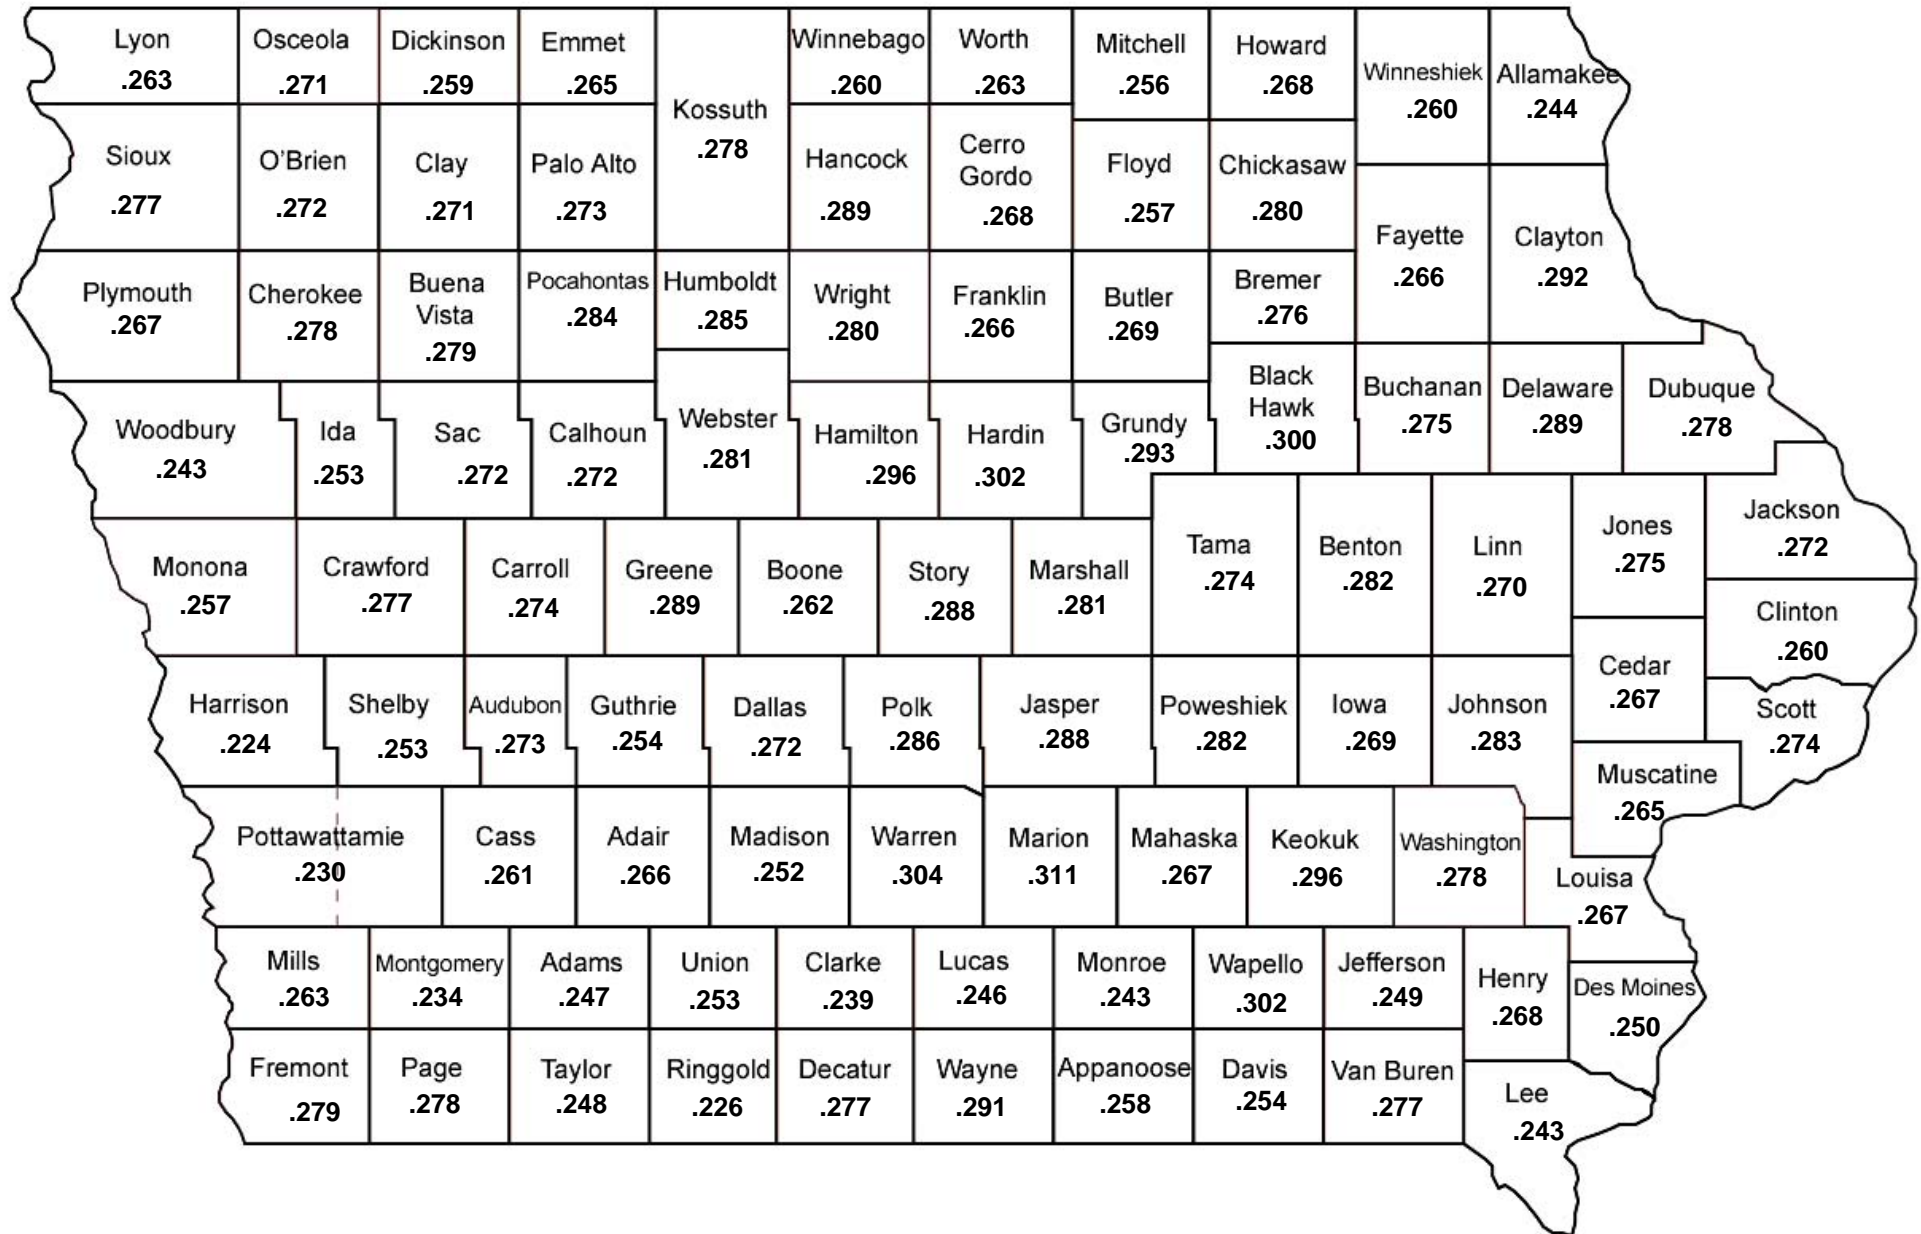 Lyon
.263
Osceola
.271
Dickinson
.259
Emmet
.265
Kossuth
.278
Winnebago
.260
Worth
.263
Mitchell
.256
Howard
.268
Winneshiek
.260
Allamakee
.244
Sioux
.277
O'Brien
.272
Clay
.271
Palo Alto
.273
Hancock
.289
Cerro
Gordo
.268
Floyd
.257
Chickasaw
.280
Fayette
.266
Clayton
.292
Plymouth
.267
Cherokee
.278
Buena
Vista
.279
Pocahontas
.284
Humboldt
.285
Wright
.280
Franklin
.266
Butler
.269
Bremer
.276
Woodbury
.243
Ida
.253
Sac
.272
Calhoun
.272
Webster
.281
Hamilton
.296
Hardin
.302
Grundy
.293
Black
Hawk
.300
Buchanan
.275
Delaware
.289
Dubuque
.278
Monona
.257
Crawford
.277
Carroll
.274
Greene
.289
Boone
.262
Story
.288
Marshall
.281
Tama
.274
Benton
.282
Linn
.270
Jones
.275
Jackson
.272
Clinton
.260
Harrison
.224
Shelby
.253
Audubon
.273
Guthrie
.254
Dallas
.272
Polk
.286
Jasper
.288
Poweshiek
.282
Iowa
.269
Johnson
.283
Cedar
.267
Scott
.274
Muscatine
.265
Pottawattamie
.230
Cass
.261
Adair
.266
Madison
.252
Warren
.304
Marion
.311
Mahaska
.267
Keokuk
.296
Washington
.278
Louisa
.267
Mills
.263
Montgomery
.234
Adams
.247
Union
.253
Clarke
.239
Lucas
.246
Monroe
.243
Wapello
.302
Jefferson
.249
Henry
.268
Des Moines
.250
Fremont
.279
Page
.278
Taylor
.248
Ringgold
.226
Decatur
.277
Wayne
.291
Appanoose
.258
Davis
.254
Van Buren
.277
Lee
.243